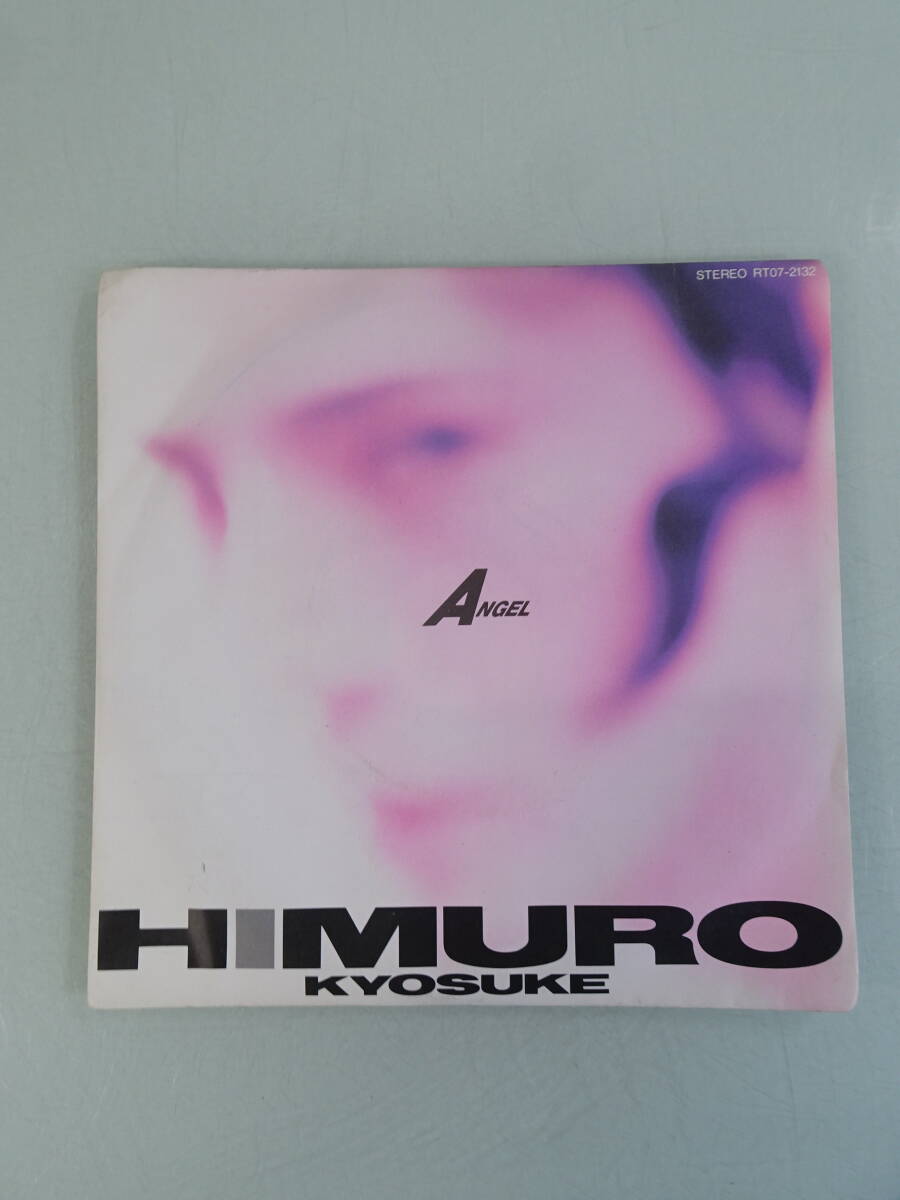 STEREO RT07-2132
ANGEL
HIMURO
KYOSUKE